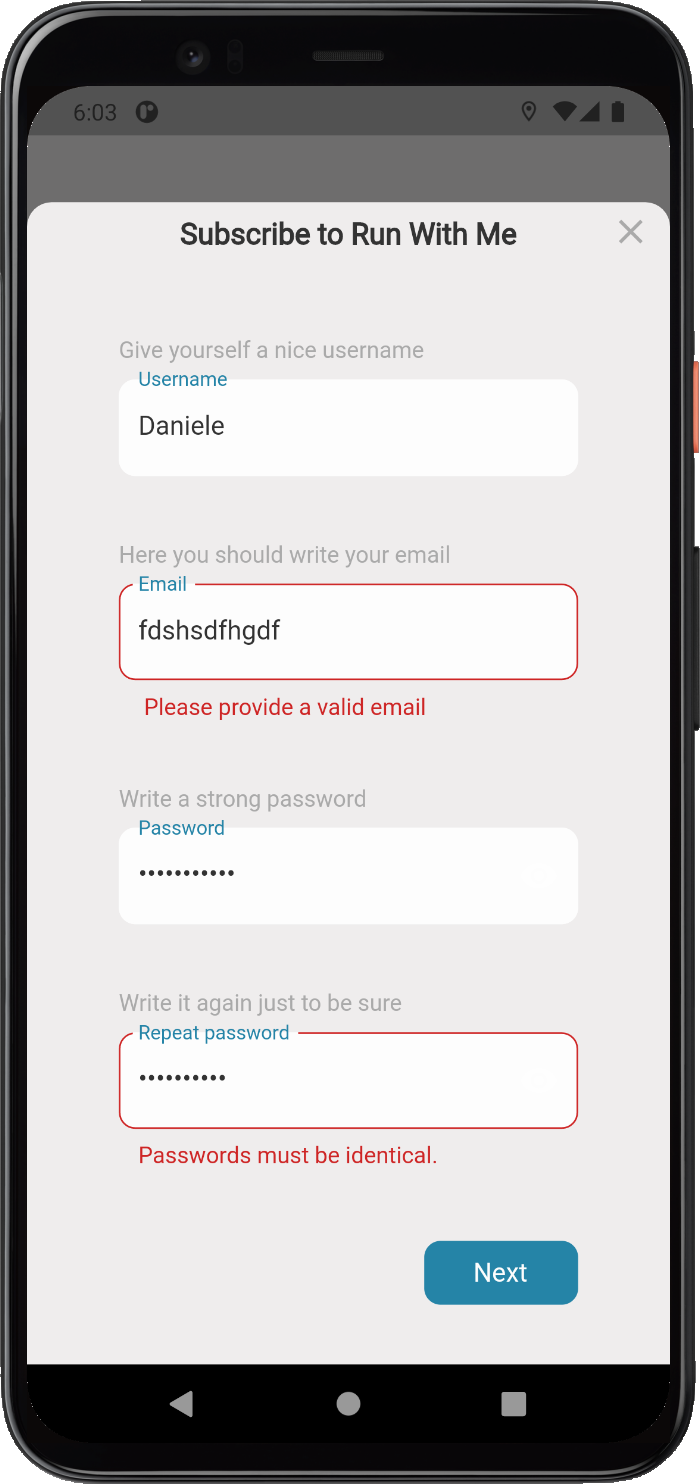 6:03
Subscribe to Run With Me
Give yourself a nice username
Username
Daniele
Here you should write your email
Email
fdshsdfhgdf
Please provide a valid email
Write a strong password
Password
•••••••••••
Write it again just to be sure
Repeat password
••••••••••
Passwords must be identical.
Next